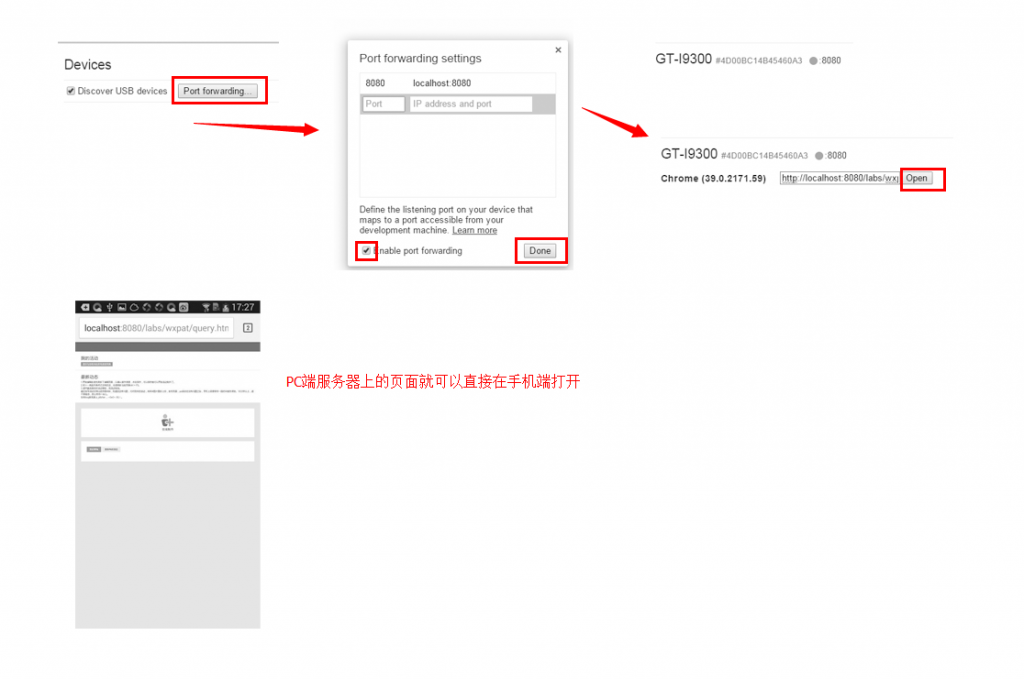 Devices
Discover USB devices
Port forwarding...
Port forwarding settings
8080 localhost:8080
Port IP address and port
Define the listening port on your device that
maps to a port accessible from your
development machine. Learn more
Enable port forwarding
Done
GT-I9300 #4D00BC14B45460A3 :8080
GT-I9300 #4D00BC14B45460A3 :8080
Chrome (39.0.2171.59) http://localhost:8080/labs/wxp Open
17:27
localhost:8080/labs/wxpat/query.htm 2
PC端服务器上的页面就可以直接在手机端打开